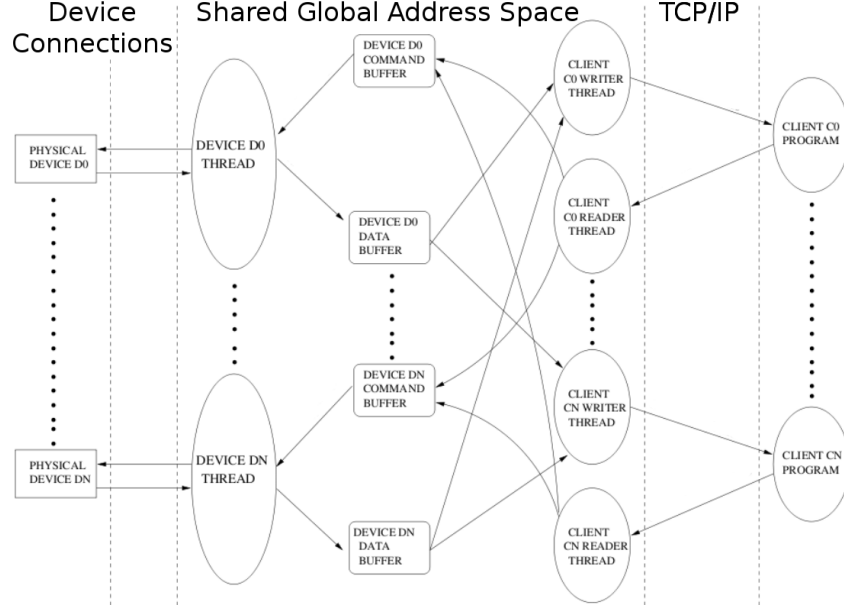 Device
Connections
Shared Global Address Space
TCP/IP
DEVICE D0
COMMAND
BUFFER
CLIENT
C0 WRITER
THREAD
CLIENT C0
PROGRAM
PHYSICAL
DEVICE D0
DEVICE D0
THREAD
CLIENT
C0 READER
THREAD
DEVICE D0
DATA
BUFFER
DEVICE DN
COMMAND
BUFFER
CLIENT
CN WRITER
THREAD
PHYSICAL
DEVICE DN
DEVICE DN
THREAD
CLIENT CN
PROGRAM
DEVICE DN
DATA
BUFFER
CLIENT
CN READER
THREAD